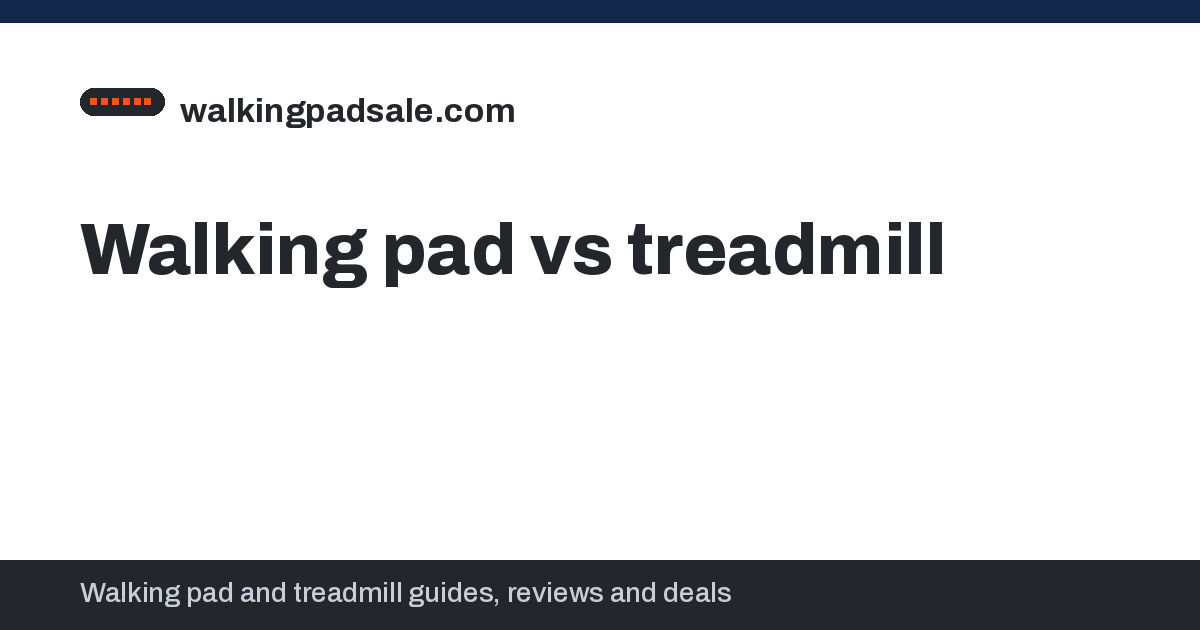 walkingpadsale.com
Walking pad vs treadmill
Walking pad and treadmill guides, reviews and deals